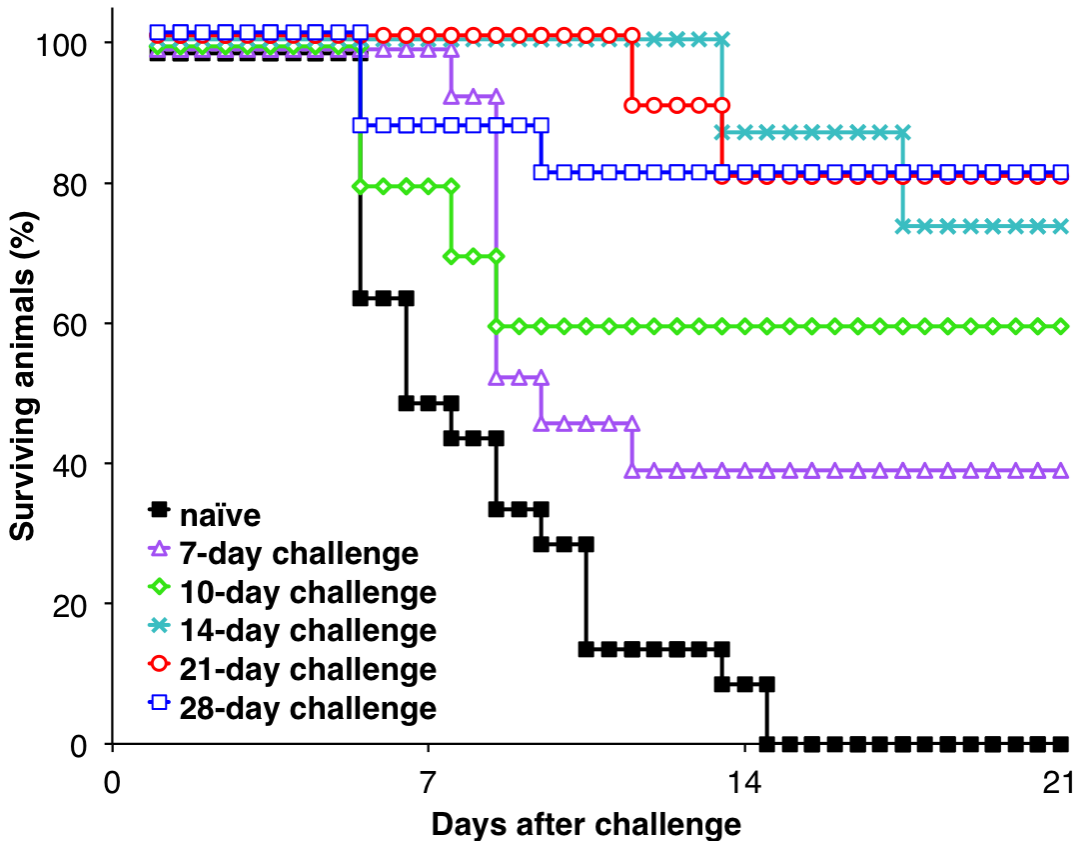 100
80
60
40
20
0
Surviving animals (%)
naïve
7-day challenge
10-day challenge
14-day challenge
21-day challenge
28-day challenge
0 7 14 21
Days after challenge